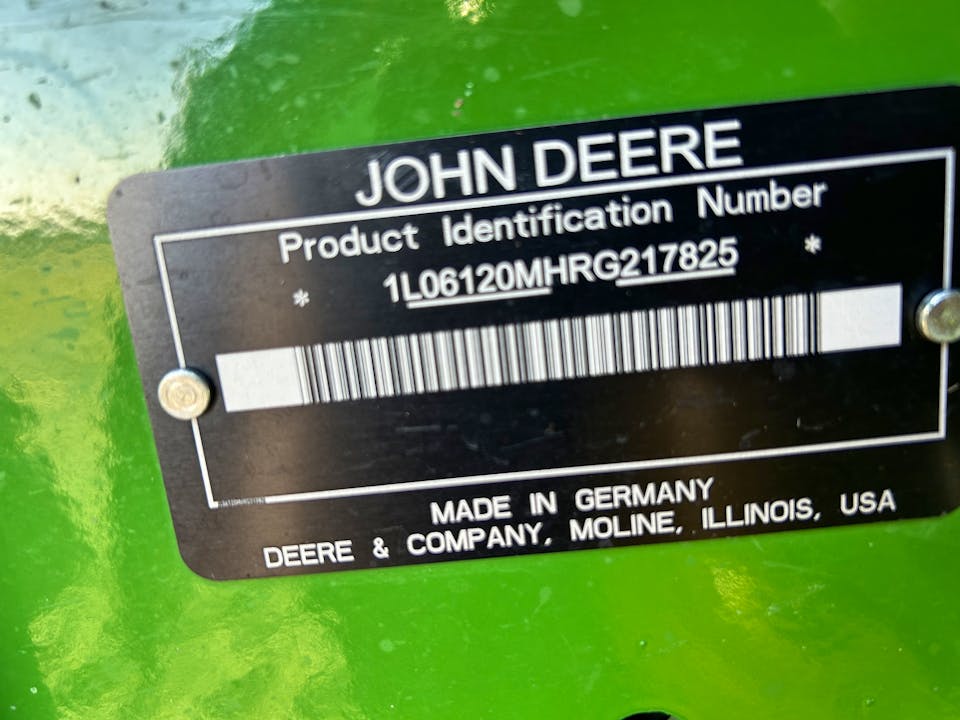 JOHN DEERE
Product Identification Number
* 1L06120MHRG217825 *
MADE IN GERMANY
DEERE & COMPANY, MOLINE, ILLINOIS, USA